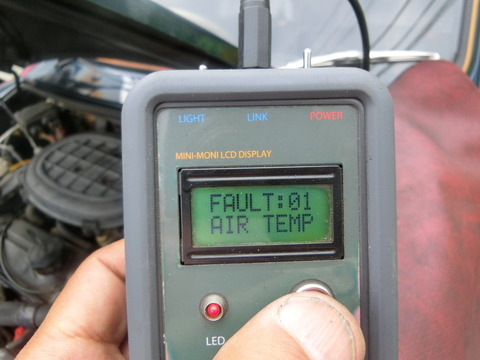 LIGHT LINK POWER
MINI-MONI LCD DISPLAY
FAULT:01
AIR TEMP
LED